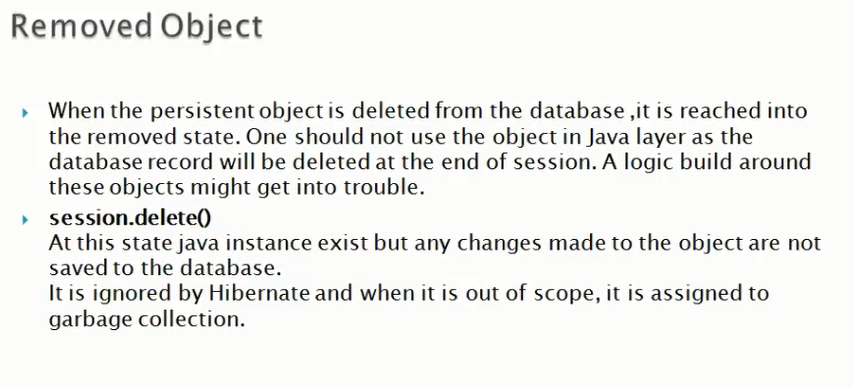 Removed Object
When the persistent object is deleted from the database ,it is reached into
the removed state. One should not use the object in Java layer as the
database record will be deleted at the end of session. A logic build around
these objects might get into trouble.
session.delete()
At this state java instance exist but any changes made to the object are not
saved to the database.
It is ignored by Hibernate and when it is out of scope, it is assigned to
garbage collection.